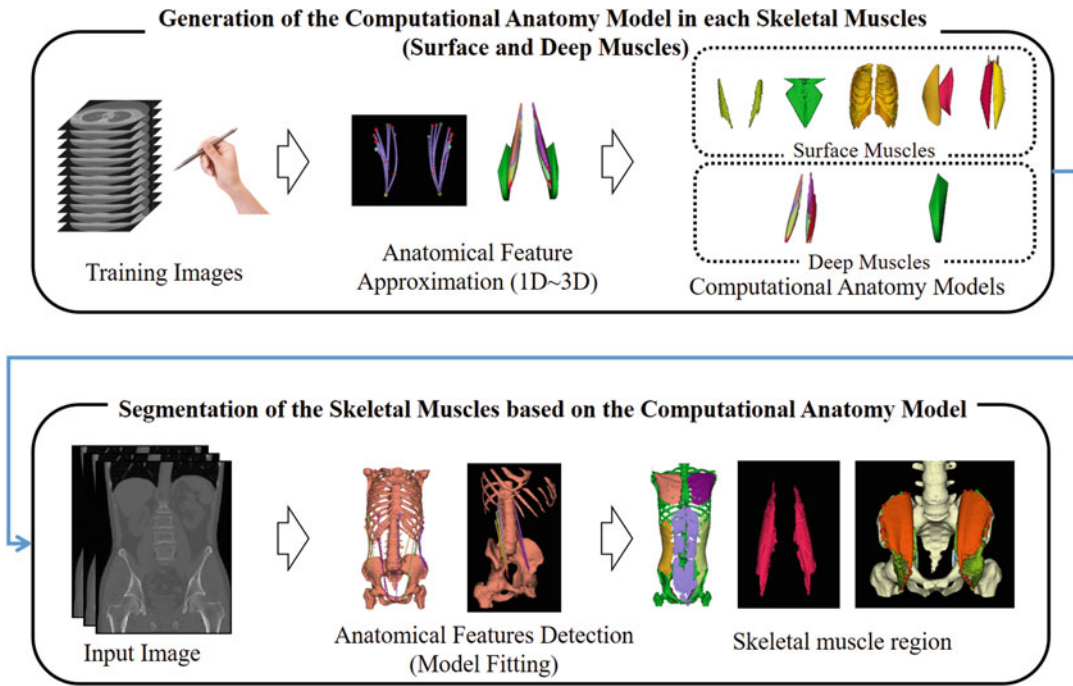 Generation of the Computational Anatomy Model in each Skeletal Muscles
(Surface and Deep Muscles)
Training Images
Anatomical Feature
Approximation (1D~3D)
Surface Muscles
Deep Muscles
Computational Anatomy Models
Segmentation of the Skeletal Muscles based on the Computational Anatomy Model
Input Image
Anatomical Features Detection
(Model Fitting)
Skeletal muscle region